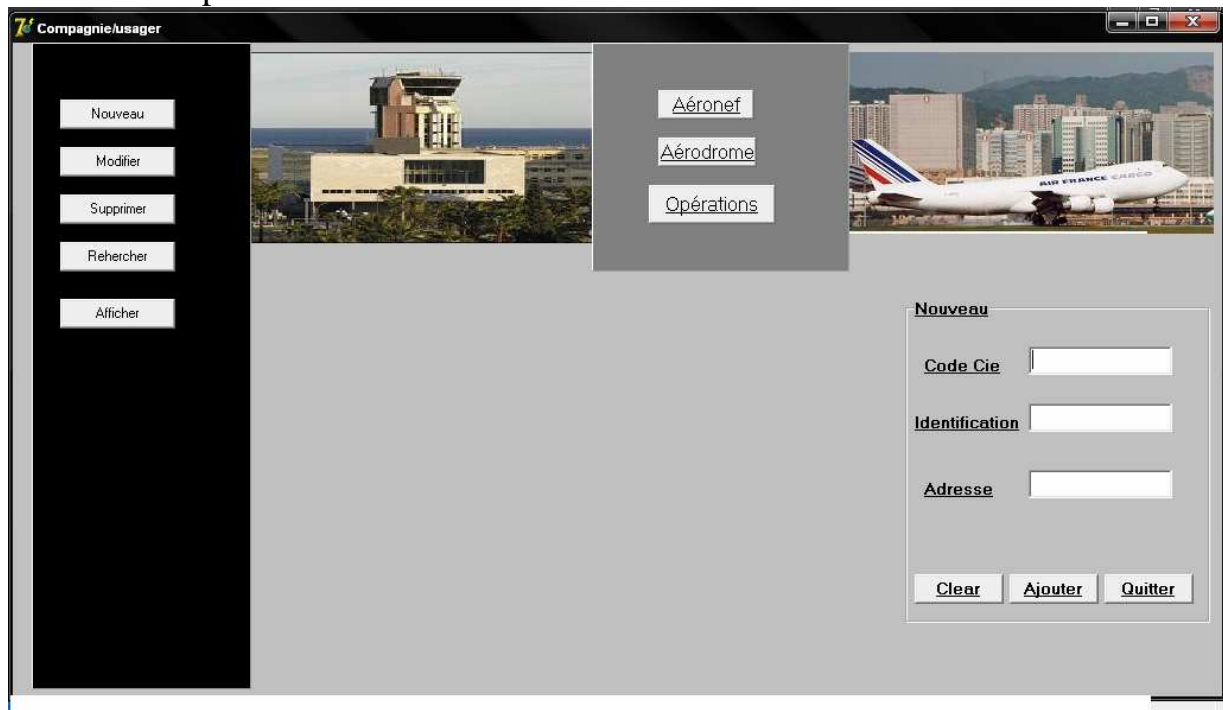 Compagnie/usager
Nouveau
Modifier
Supprimer
Rehercher
Afficher
Aéronef
Aérodrome
Opérations
AIR FRANCE CARGO
Nouveau
Code Cie
Identification
Adresse
Clear Ajouter Quitter